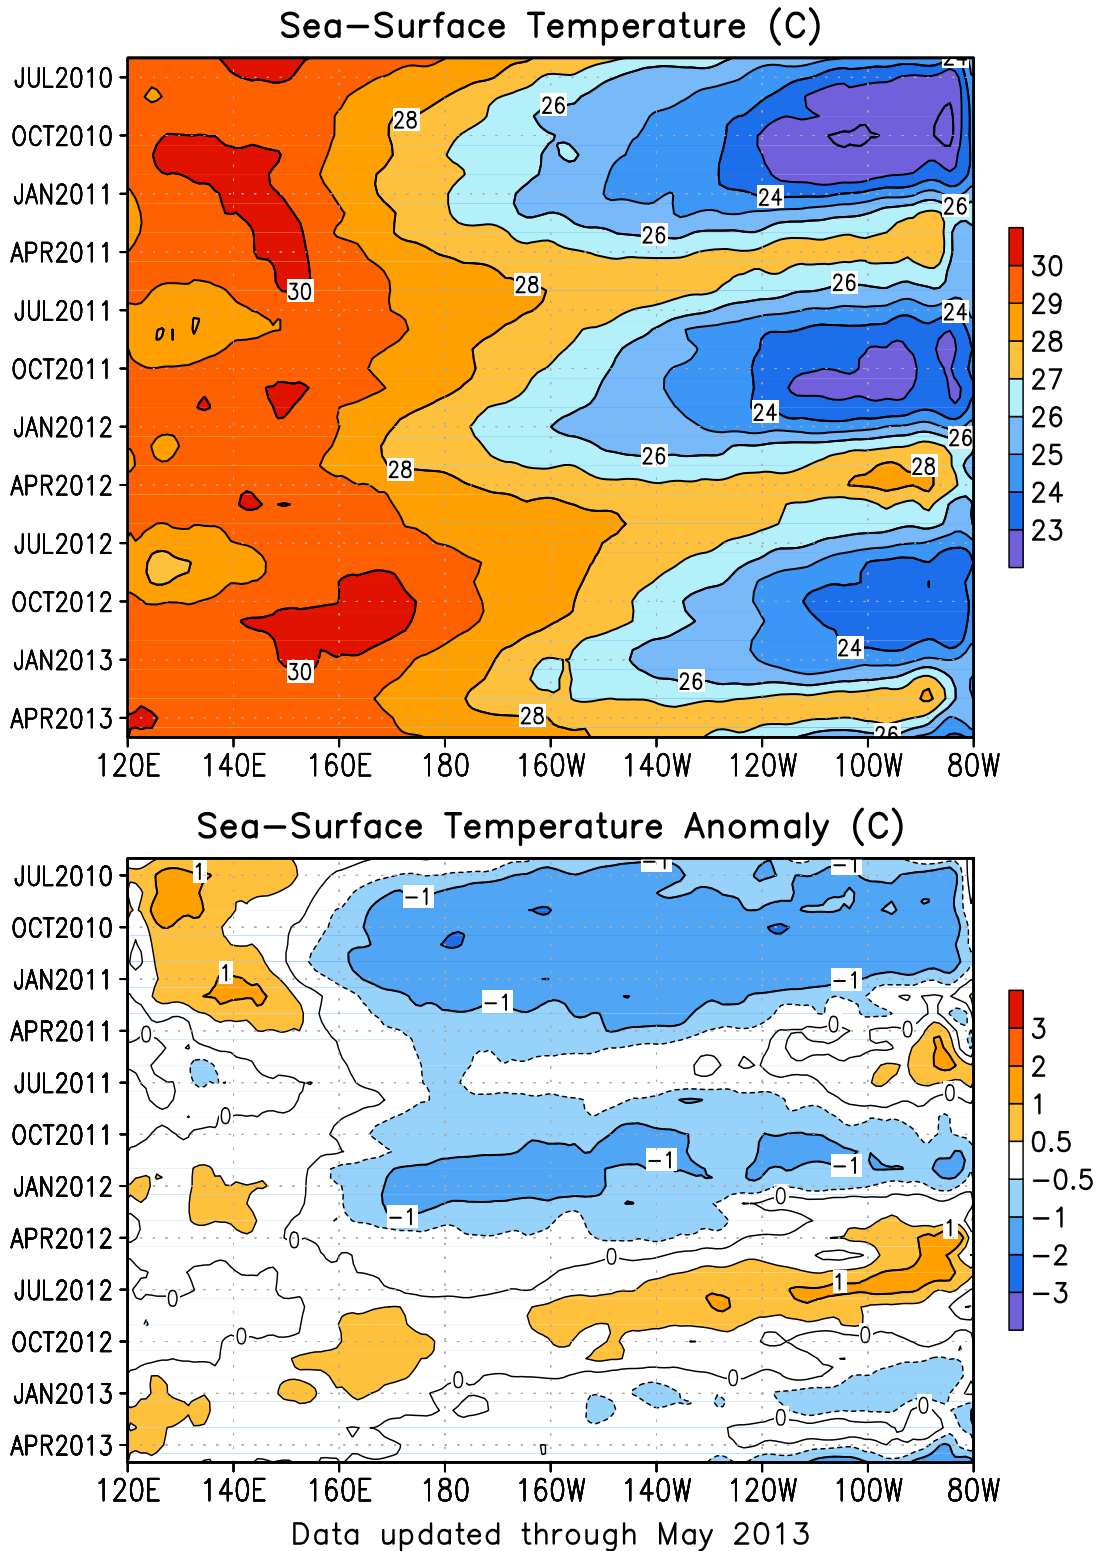 Sea-Surface Temperature (C)
JUL2010
OCT2010
JAN2011
APR2011
JUL2011
OCT2011
JAN2012
APR2012
JUL2012
OCT2012
JAN2013
APR2013
24
26
28
24
26
26
30
28
26
24
24
26
26
28
28
24
30
26
28
26
30
29
28
27
26
25
24
23
120E 140E 160E 180 160W 140W 120W 100W 80W
Sea-Surface Temperature Anomaly (C)
JUL2010
OCT2010
JAN2011
APR2011
JUL2011
OCT2011
JAN2012
APR2012
JUL2012
OCT2012
JAN2013
APR2013
-1 -1
1
-1
1
-1
-1
0
0
0
0
0
-1
-1
0
-1
1
0
0
1
0
0
0
0
0
0
0
3
2
1
0.5
-0.5
-1
-2
-3
120E 140E 160E 180 160W 140W 120W 100W 80W
Data updated through May 2013